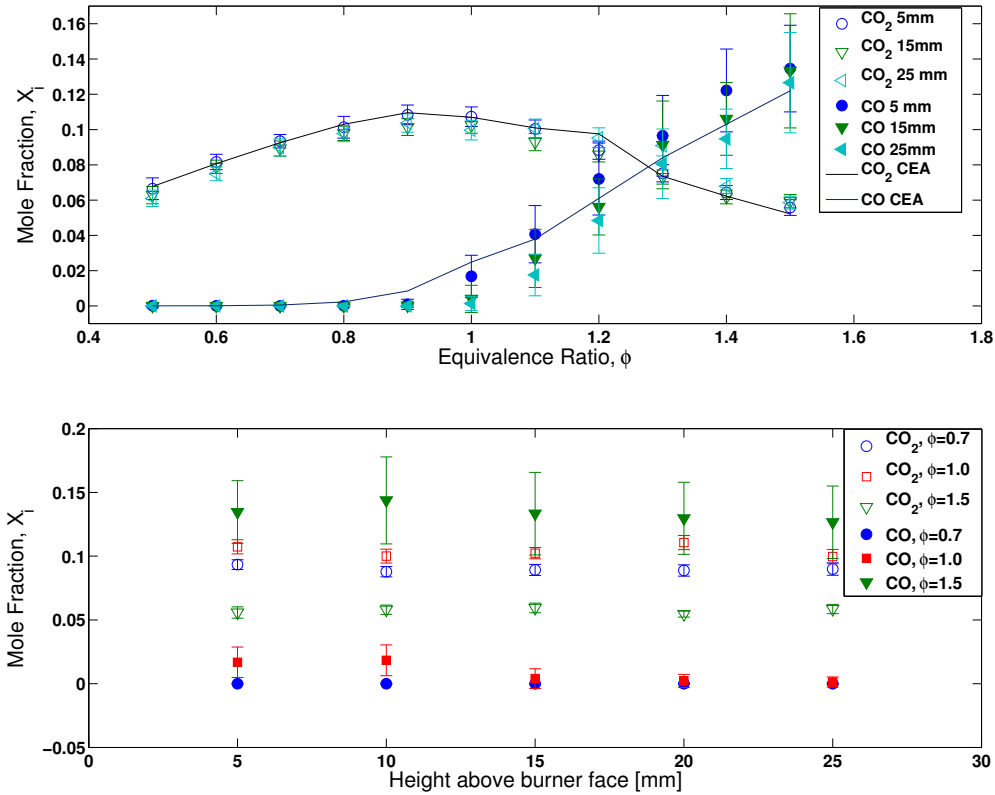 0.16
0.14
0.12
0.1
0.08
0.06
0.04
0.02
0
Mole Fraction, X_i
0.4
0.6
0.8
1
1.2
1.4
1.6
1.8
Equivalence Ratio, ϕ
CO₂ 5mm
CO₂ 15mm
CO₂ 25 mm
CO 5 mm
CO 15mm
CO 25mm
CO₂ CEA
CO CEA
0.2
0.15
0.1
0.05
0
−0.05
Mole Fraction, X_i
0
5
10
15
20
25
30
Height above burner face [mm]
CO₂, ϕ=0.7
CO₂, ϕ=1.0
CO₂, ϕ=1.5
CO, ϕ=0.7
CO, ϕ=1.0
CO, ϕ=1.5